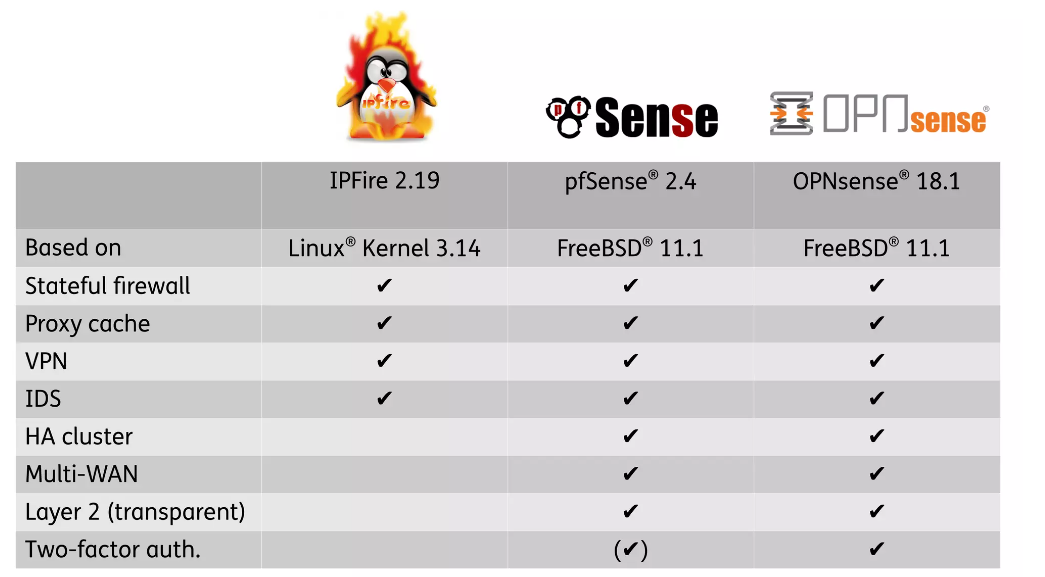 IPFire
pf Sense
OPNsense®
IPFire 2.19 pfSense® 2.4 OPNsense® 18.1
Based on Linux® Kernel 3.14 FreeBSD® 11.1 FreeBSD® 11.1
Stateful firewall ✔ ✔ ✔
Proxy cache ✔ ✔ ✔
VPN ✔ ✔ ✔
IDS ✔ ✔ ✔
HA cluster ✔ ✔
Multi-WAN ✔ ✔
Layer 2 (transparent) ✔ ✔
Two-factor auth. (✔) ✔